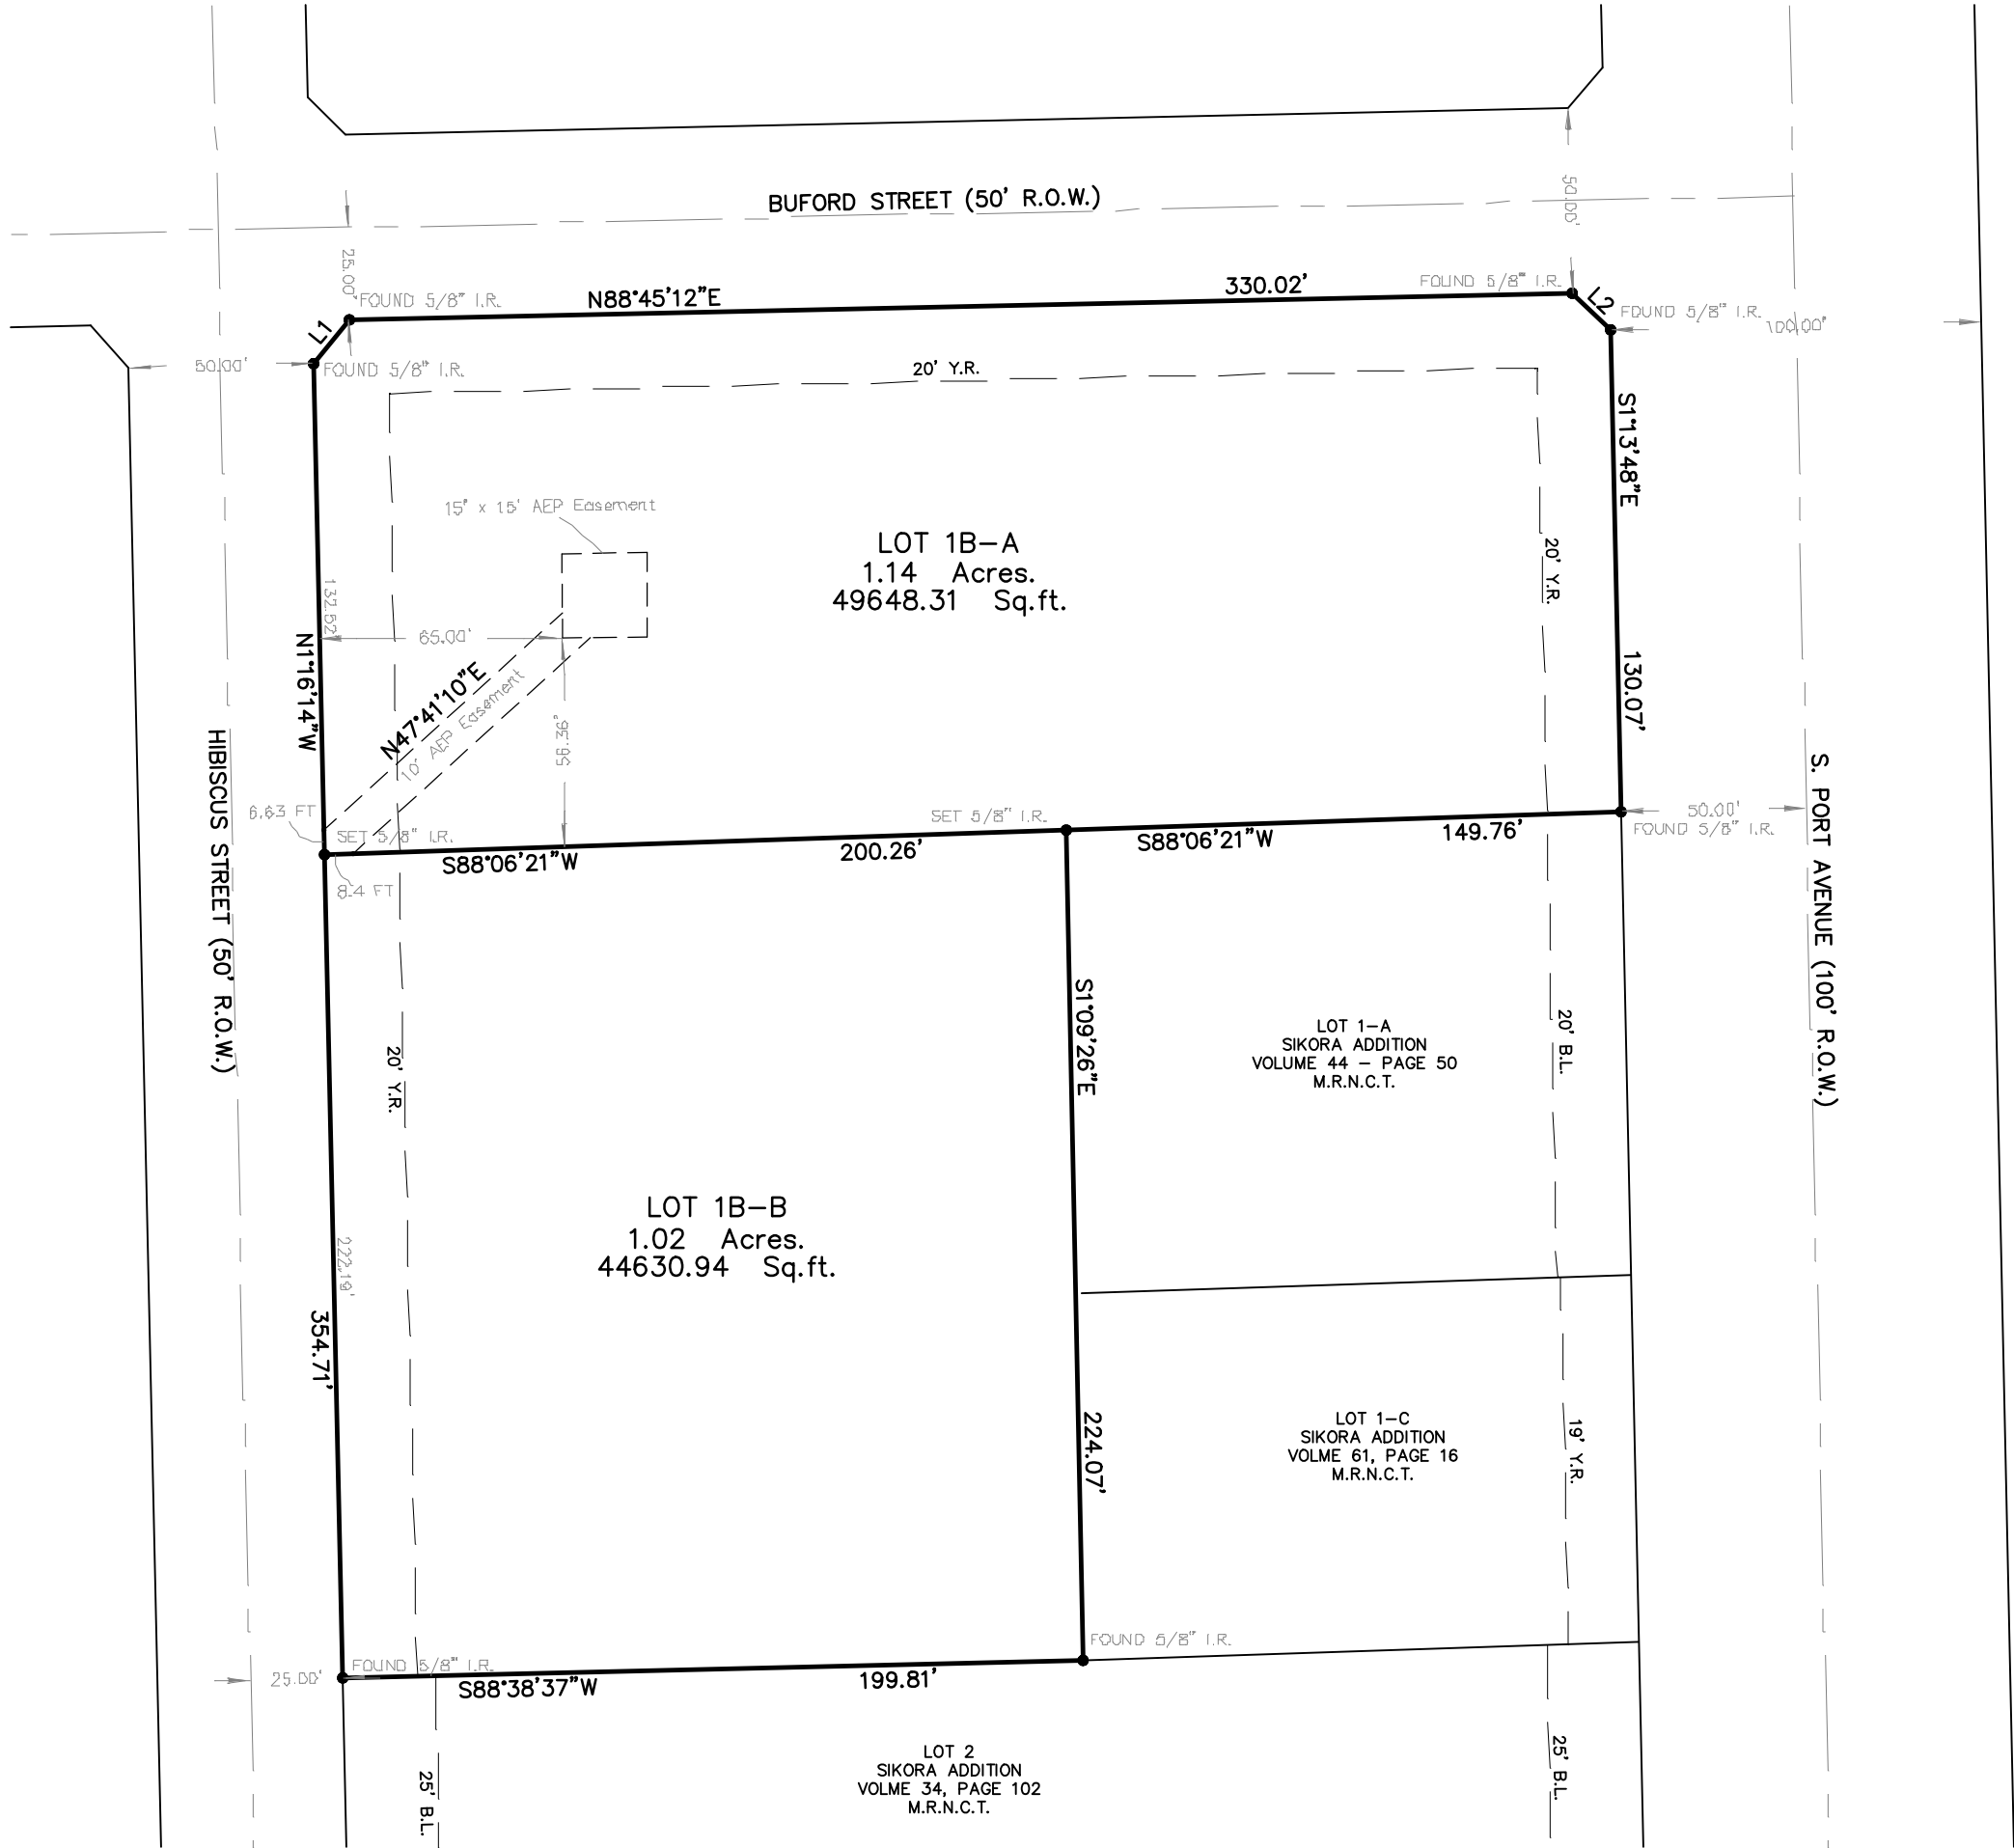 BUFORD STREET (50' R.O.W.)
50.00'
25.00'
FOUND 5/8" I.R.
N88°45'12"E
330.02'
FOUND 5/8" I.R.
L2
FOUND 5/8" I.R.
100.00'
L1
50.00'
FOUND 5/8" I.R.
20' Y.R.
S1°13'48"E
15" x 15' AEP Easement
LOT 1B-A
1.14 Acres.
49648.31 Sq.ft.
20' Y.R.
132.52'
65.00'
N1°16'14"W
N47°41'10"E
10' AEP Easement
56.36'
130.07'
HIBISCUS STREET (50' R.O.W.)
S. PORT AVENUE (100' R.O.W.)
6.63 FT
SET 5/8" I.R.
SET 5/8" I.R.
50.00'
FOUND 5/8" I.R.
S88°06'21"W
200.26'
S88°06'21"W
149.76'
8.4 FT
S1°09'26"E
LOT 1-A
SIKORA ADDITION
VOLUME 44 - PAGE 50
M.R.N.C.T.
20' B.L.
20' Y.R.
LOT 1B-B
1.02 Acres.
44630.94 Sq.ft.
222.19'
354.71'
224.07'
LOT 1-C
SIKORA ADDITION
VOLME 61, PAGE 16
M.R.N.C.T.
19' Y.R.
FOUND 5/8" I.R.
25.00'
FOUND 5/8" I.R.
S88°38'37"W
199.81'
25' B.L.
LOT 2
SIKORA ADDITION
VOLME 34, PAGE 102
M.R.N.C.T.
25' B.L.